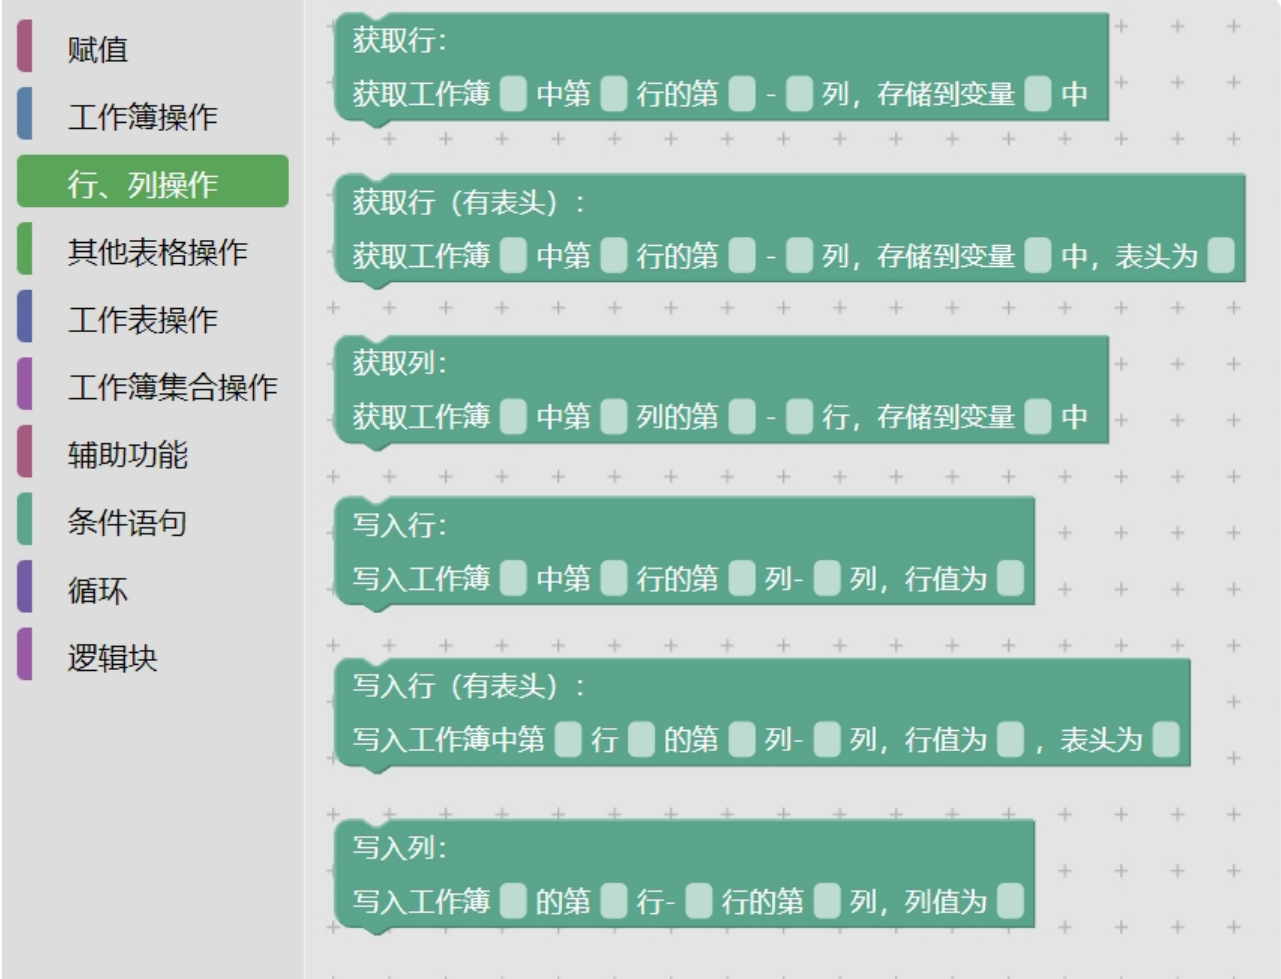 赋值
工作簿操作
行、列操作
其他表格操作
工作表操作
工作簿集合操作
辅助功能
条件语句
循环
逻辑块
获取行：
获取工作簿 中第 行的第 - 列，存储到变量 中
获取行（有表头）：
获取工作簿 中第 行的第 - 列，存储到变量 中，表头为
获取列：
获取工作簿 中第 列的第 - 行，存储到变量 中
写入行：
写入工作簿 中第 行的第 列- 列，行值为
写入行（有表头）：
写入工作簿中第 行 的第 列- 列，行值为 ，表头为
写入列：
写入工作簿 的第 行- 行的第 列，列值为